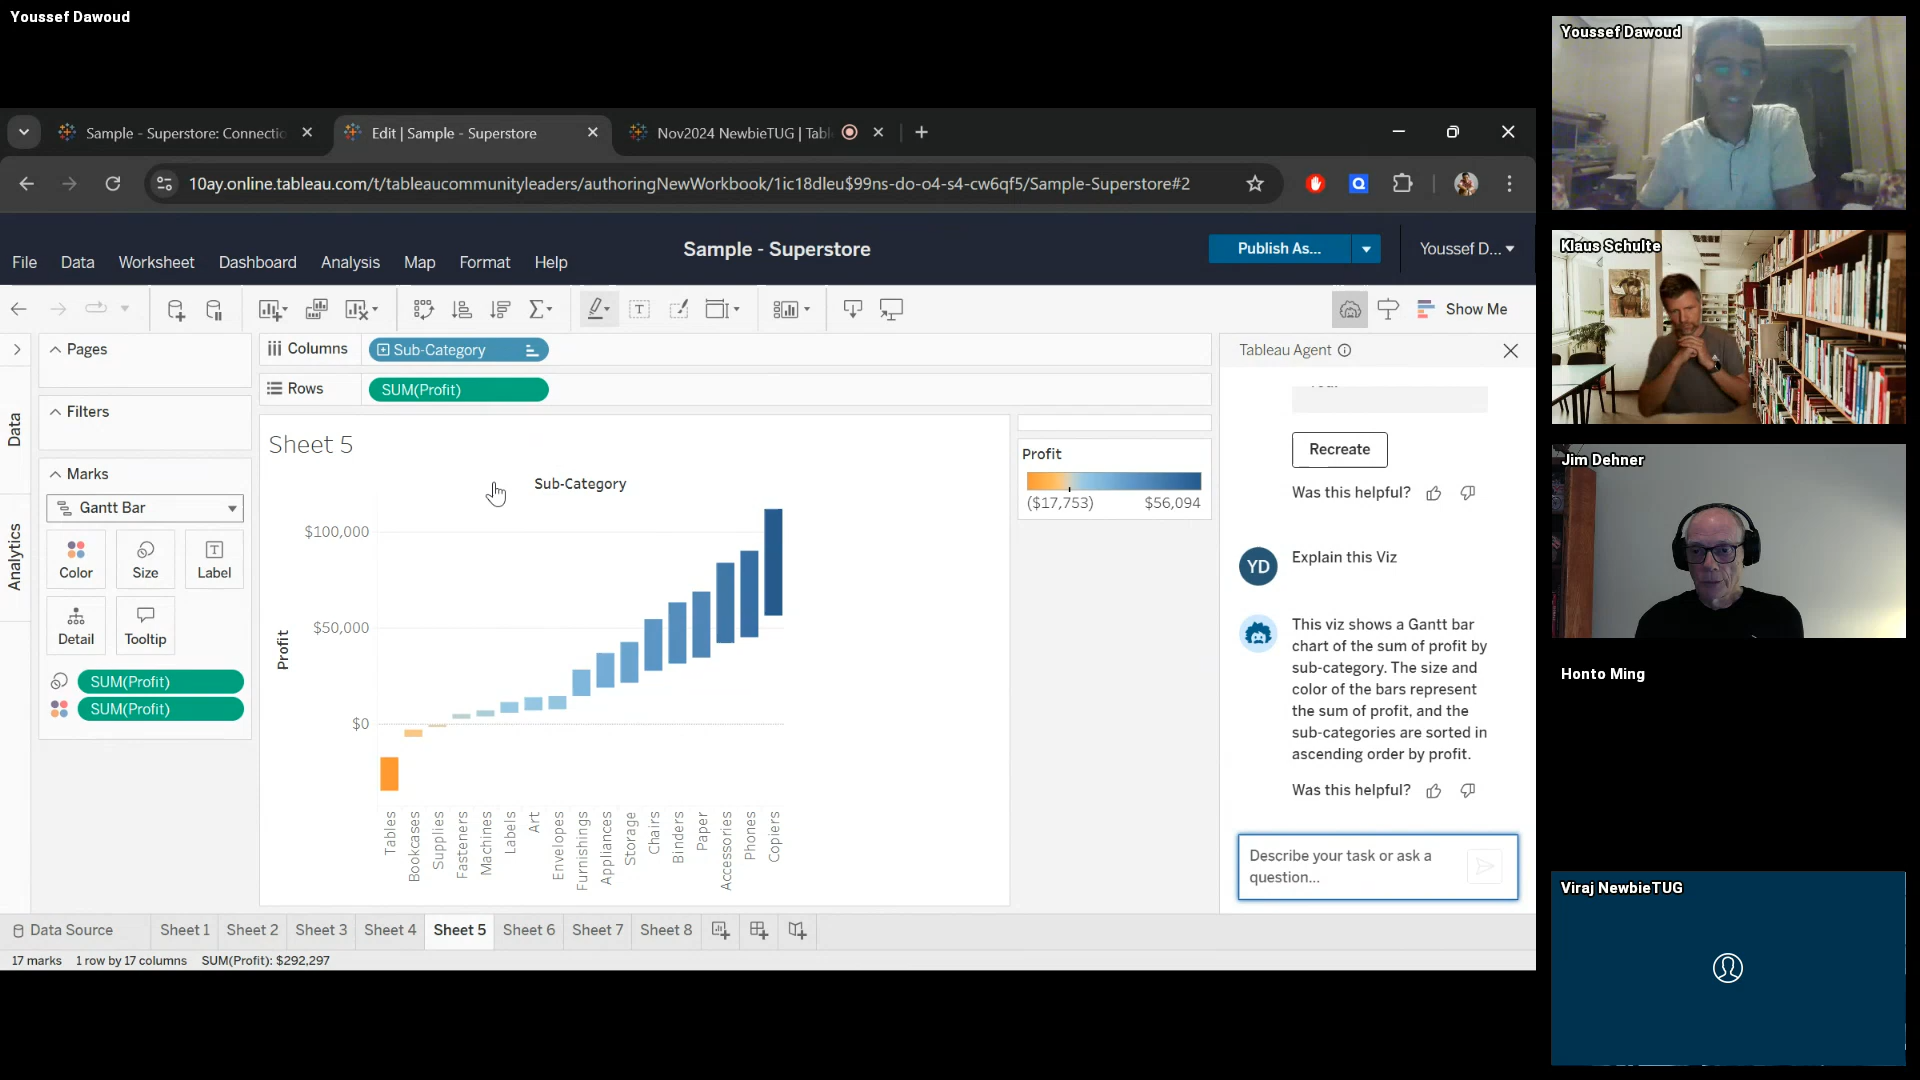 Youssef Dawoud
Sample - Superstore: Connectio
Edit | Sample - Superstore
Nov2024 NewbieTUG | Tabl
10ay.online.tableau.com/t/tableaucommunityleaders/authoringNewWorkbook/1ic18dleu$99ns-do-o4-s4-cw6qf5/Sample-Superstore#2
Sample - Superstore
Publish As...
Youssef D...
File Data Worksheet Dashboard Analysis Map Format Help
Show Me
Pages
Columns
Sub-Category
Rows
SUM(Profit)
Filters
Data
Analytics
Marks
Gantt Bar
Color
Size
Label
Detail
Tooltip
SUM(Profit)
SUM(Profit)
Sheet 5
Sub-Category
Profit
$100,000
$50,000
$0
Tables
Bookcases
Supplies
Fasteners
Machines
Labels
Art
Envelopes
Furnishings
Appliances
Storage
Chairs
Binders
Paper
Accessories
Phones
Copiers
Profit
($17,753) $56,094
Tableau Agent
Recreate
Was this helpful?
YD
Explain this Viz
This viz shows a Gantt bar
chart of the sum of profit by
sub-category. The size and
color of the bars represent
the sum of profit, and the
sub-categories are sorted in
ascending order by profit.
Was this helpful?
Describe your task or ask a
question...
Data Source Sheet 1 Sheet 2 Sheet 3 Sheet 4 Sheet 5 Sheet 6 Sheet 7 Sheet 8
17 marks 1 row by 17 columns SUM(Profit): $292,297
Youssef Dawoud
Klaus Schulte
Jim Dehner
Honto Ming
Viraj NewbieTUG